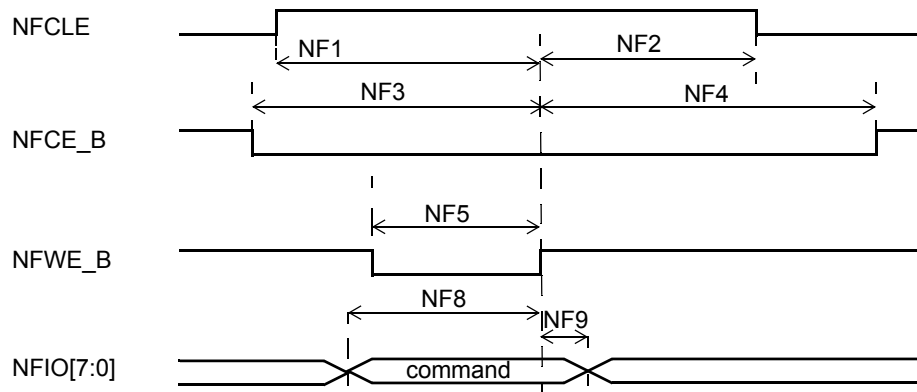 NFCLE
NF1
NF2
NF3
NF4
NFCE_B
NF5
NFWE_B
NF8
NF9
NFIO[7:0]
command